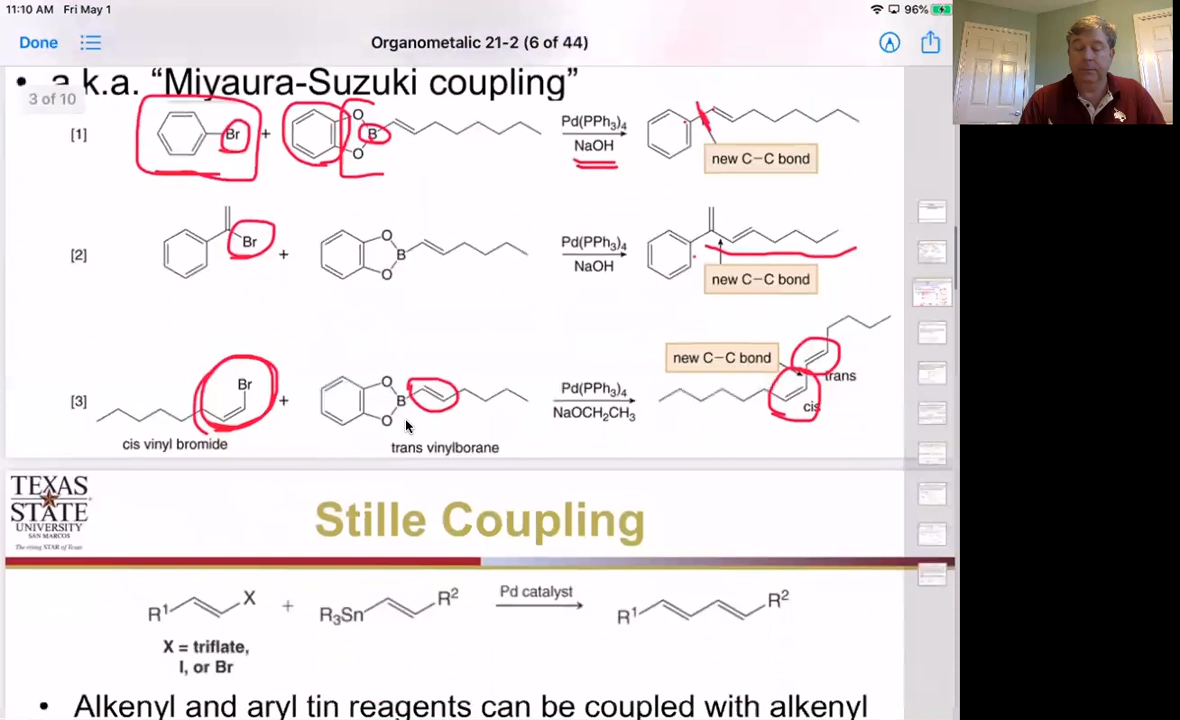 11:10 AM Fri May 1
96%
Done
Organometalic 21-2 (6 of 44)
• a.k.a. “Miyaura-Suzuki coupling”
3 of 10
[1]
Br
+
O
B
O
Pd(PPh3)4
NaOH
new C–C bond
[2]
Br
+
O
B
O
Pd(PPh3)4
NaOH
new C–C bond
[3]
Br
+
O
B
O
Pd(PPh3)4
NaOCH2CH3
new C–C bond
trans
cis
cis vinyl bromide
trans vinylborane
TEXAS
STATE
UNIVERSITY
SAN MARCOS
The rising STAR of Texas
Stille Coupling
R1 X + R3Sn R2 Pd catalyst R1 R2
X = triflate,
I, or Br
• Alkenyl and aryl tin reagents can be coupled with alkenyl